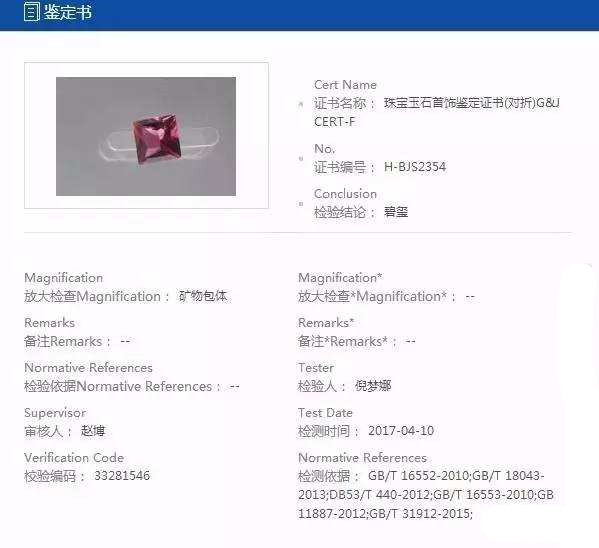 鉴定书
Cert Name
证书名称： 珠宝玉石首饰鉴定证书(对折)G&J
CERT-F
No.
证书编号： H-BJS2354
Conclusion
检验结论： 碧玺
Magnification
放大检查Magnification： 矿物包体
Magnification*
放大检查*Magnification*： --
Remarks
备注Remarks： --
Remarks*
备注*Remarks*： --
Normative References
检验依据Normative References： --
Tester
检验人： 倪梦娜
Supervisor
审核人： 赵博
Test Date
检测时间： 2017-04-10
Verification Code
校验编码： 33281546
Normative References
检测依据： GB/T 16552-2010;GB/T 18043-
2013;DB53/T 440-2012;GB/T 16553-2010;GB
11887-2012;GB/T 31912-2015;